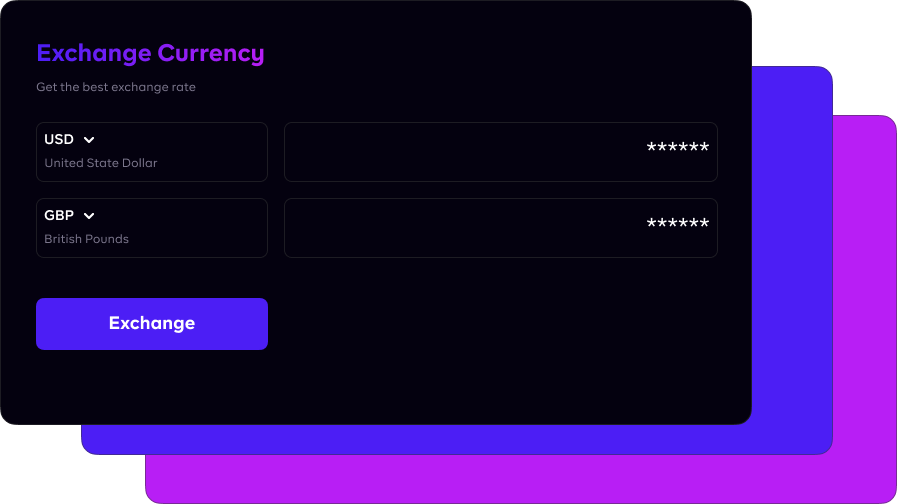 Exchange Currency
Get the best exchange rate
USD
******
United State Dollar
GBP
******
British Pounds
Exchange